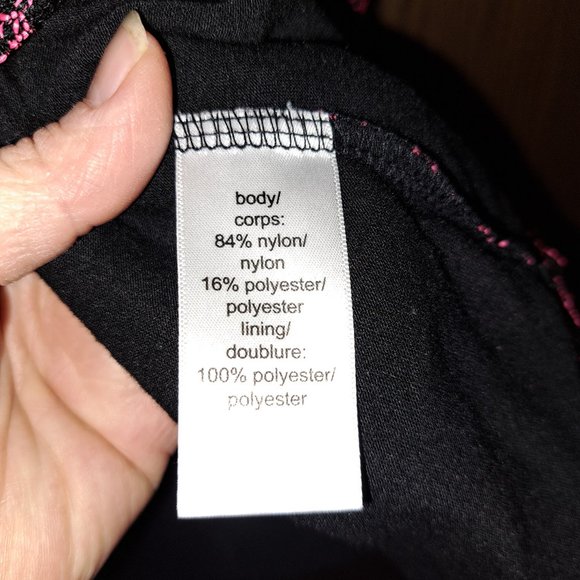 body/
corps:
84% nylon/
nylon
16% polyester/
polyester
lining/
doublure:
100% polyester/
polyester